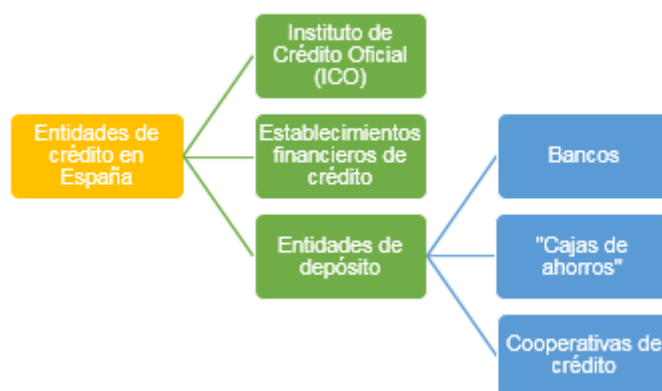 Instituto de
Crédito Oficial
(ICO)
Entidades de
crédito en
España
Establecimientos
financieros de
crédito
Bancos
Entidades de
depósito
"Cajas de
ahorros"
Cooperativas de
crédito